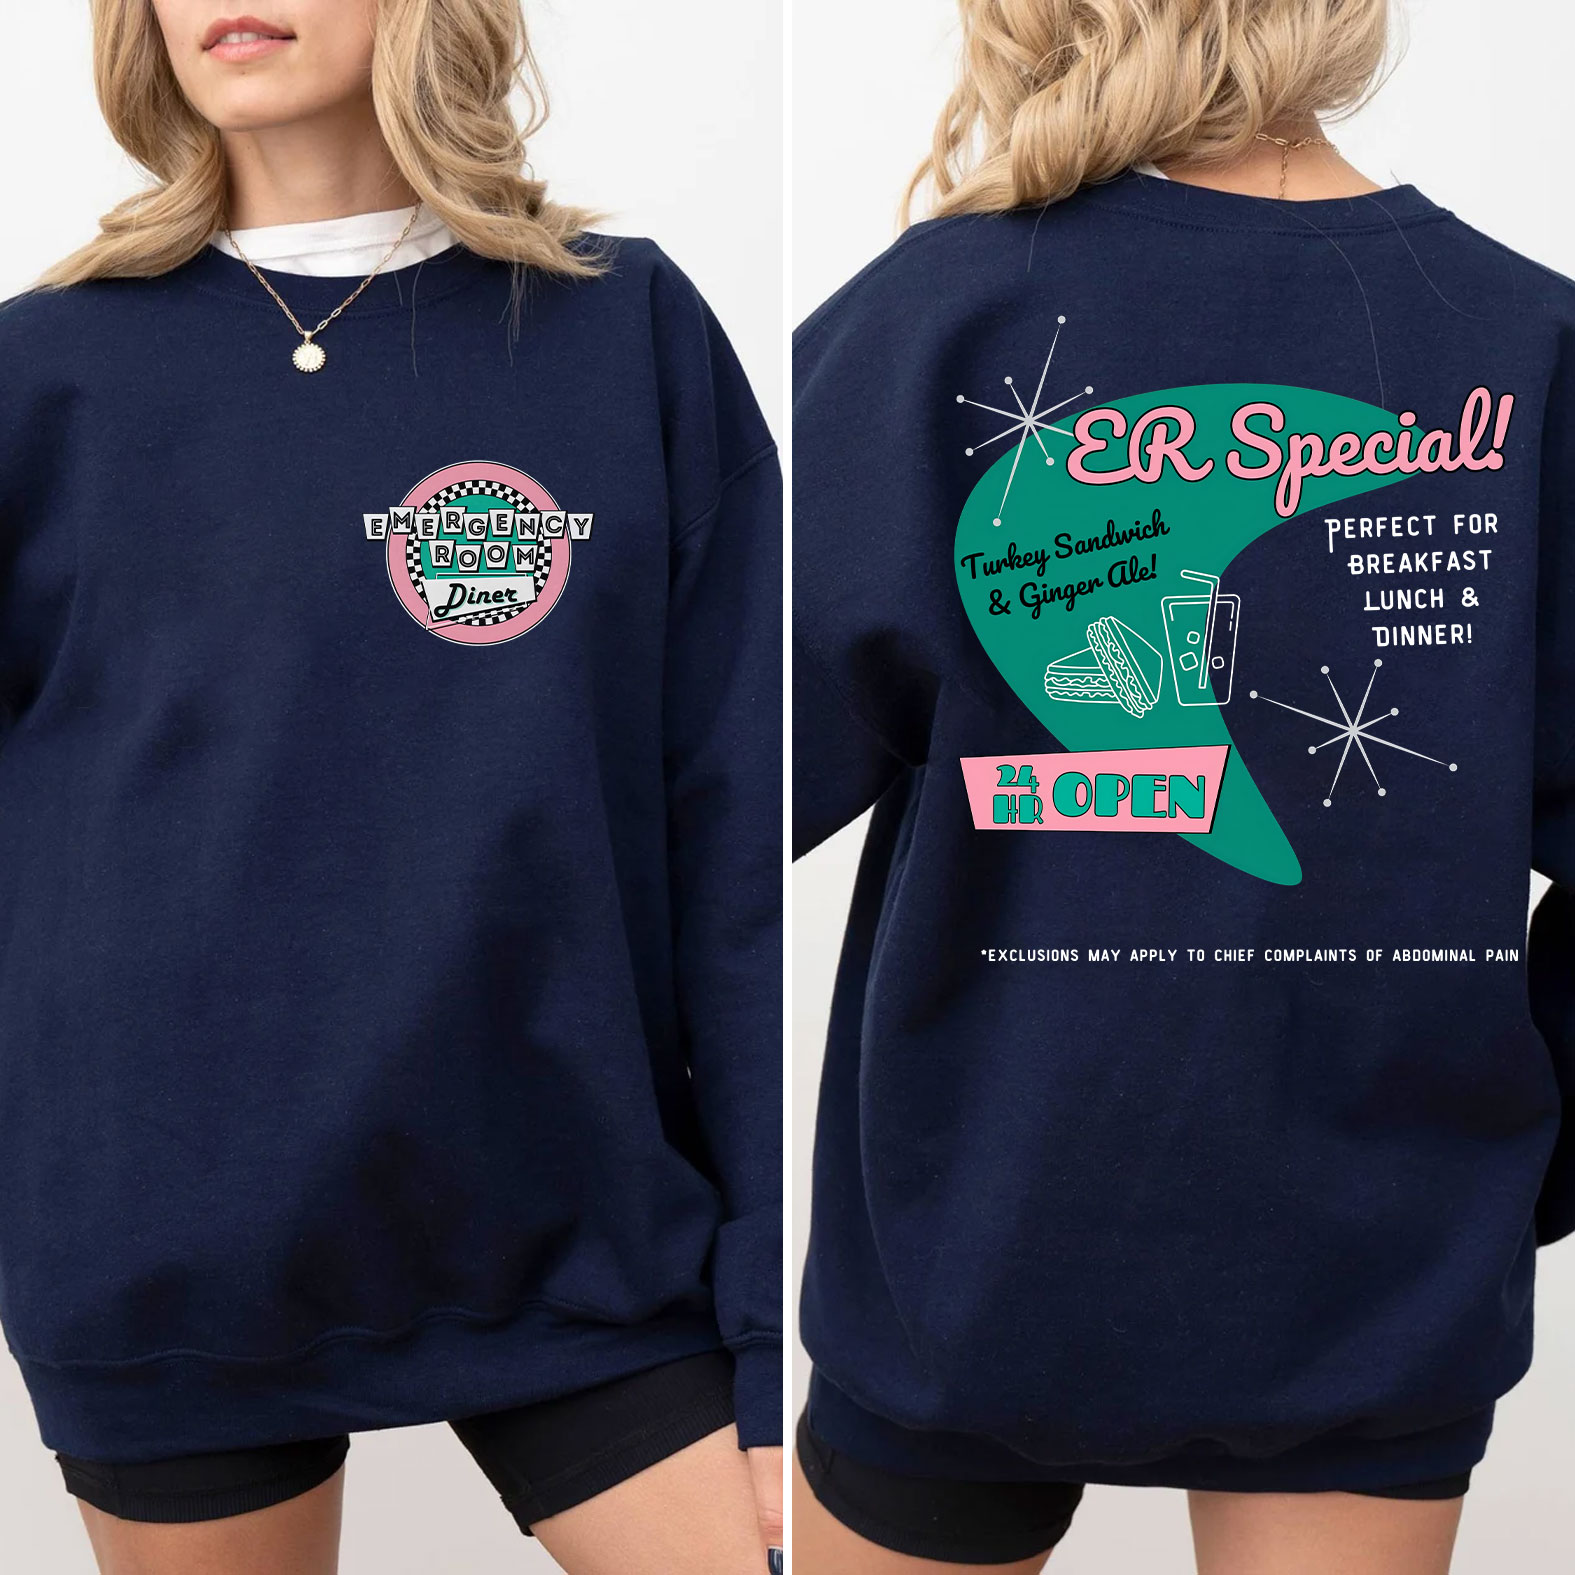 EMERGENCY
ROOM
Diner
ER Special!
Turkey Sandwich
& Ginger Ale!
PERFECT FOR
BREAKFAST
LUNCH &
DINNER!
24
HR
OPEN
*EXCLUSIONS MAY APPLY TO CHIEF COMPLAINTS OF ABDOMINAL PAIN